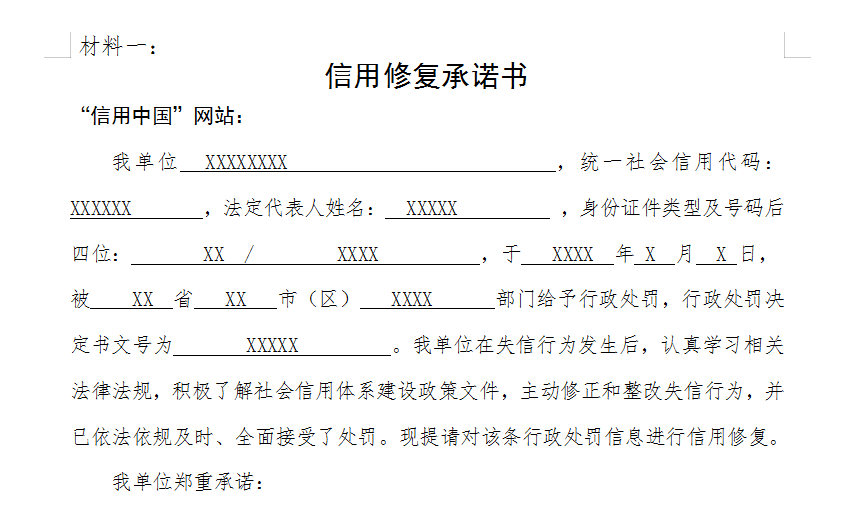 材料一：
信用修复承诺书
“信用中国”网站：
我单位 XXXXXXXX ，统一社会信用代码：
XXXXXX ，法定代表人姓名： XXXXX ，身份证件类型及号码后
四位： XX / XXXX ，于 XXXX 年 X 月 X 日，
被 XX 省 XX 市（区） XXXX 部门给予行政处罚，行政处罚决
定书文号为 XXXXX 。我单位在失信行为发生后，认真学习相关
法律法规，积极了解社会信用体系建设政策文件，主动修正和整改失信行为，并
已依法依规及时、全面接受了处罚。现提请对该条行政处罚信息进行信用修复。
我单位郑重承诺：